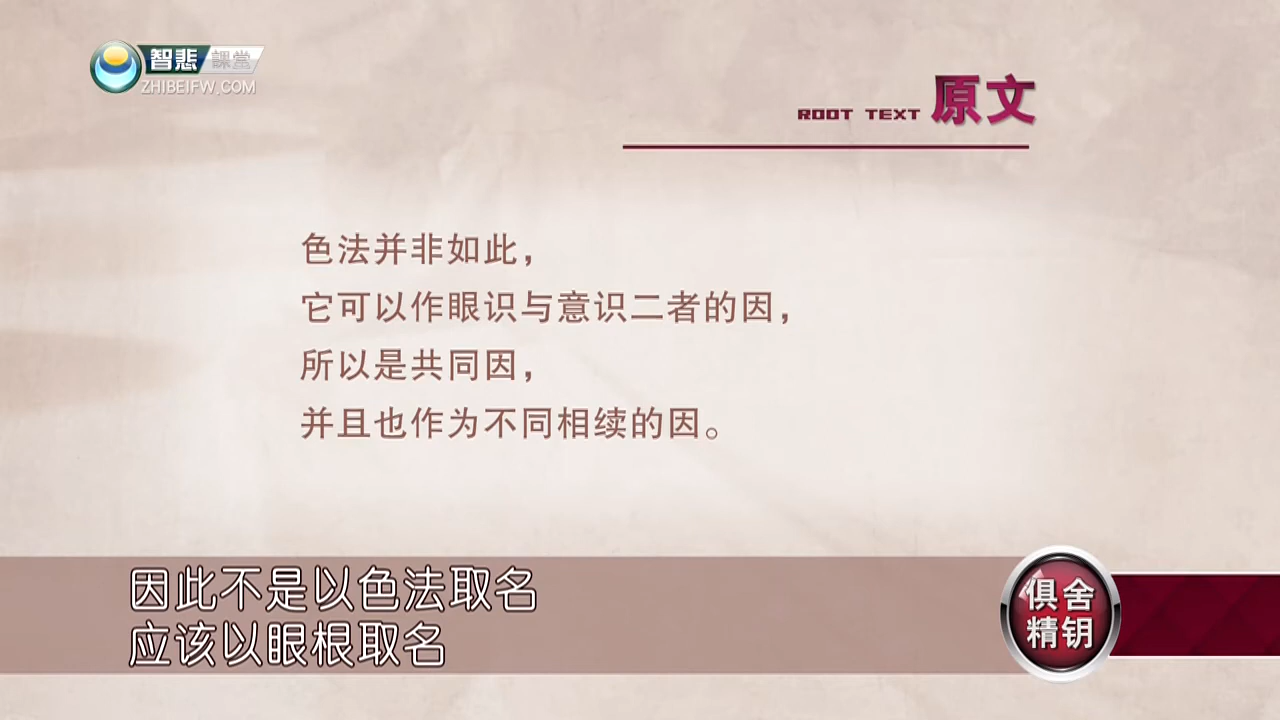 智悲課堂
ZHIBEIFW.COM
ROOT TEXT 原文
色法并非如此，
它可以作眼识与意识二者的因，
所以是共同因，
并且也作为不同相续的因。
因此不是以色法取名
应该以眼根取名
俱舍
精钥